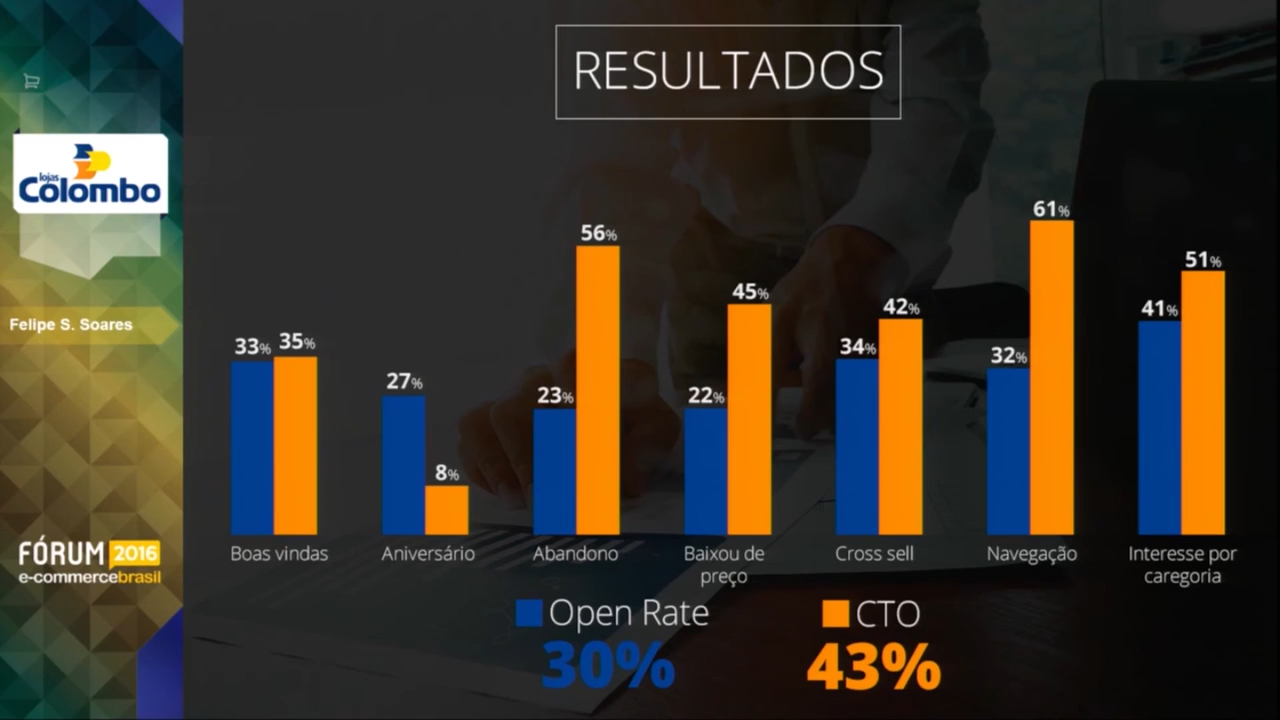 RESULTADOS
lojas
Colombo
Felipe S. Soares
FÓRUM 2016
e-commercebrasil
33% 35%
27% 8%
23% 56%
22% 45%
34% 42%
32% 61%
41% 51%
Boas vindas
Aniversário
Abandono
Baixou de
preço
Cross sell
Navegação
Interesse por
caregoria
Open Rate
30%
CTO
43%